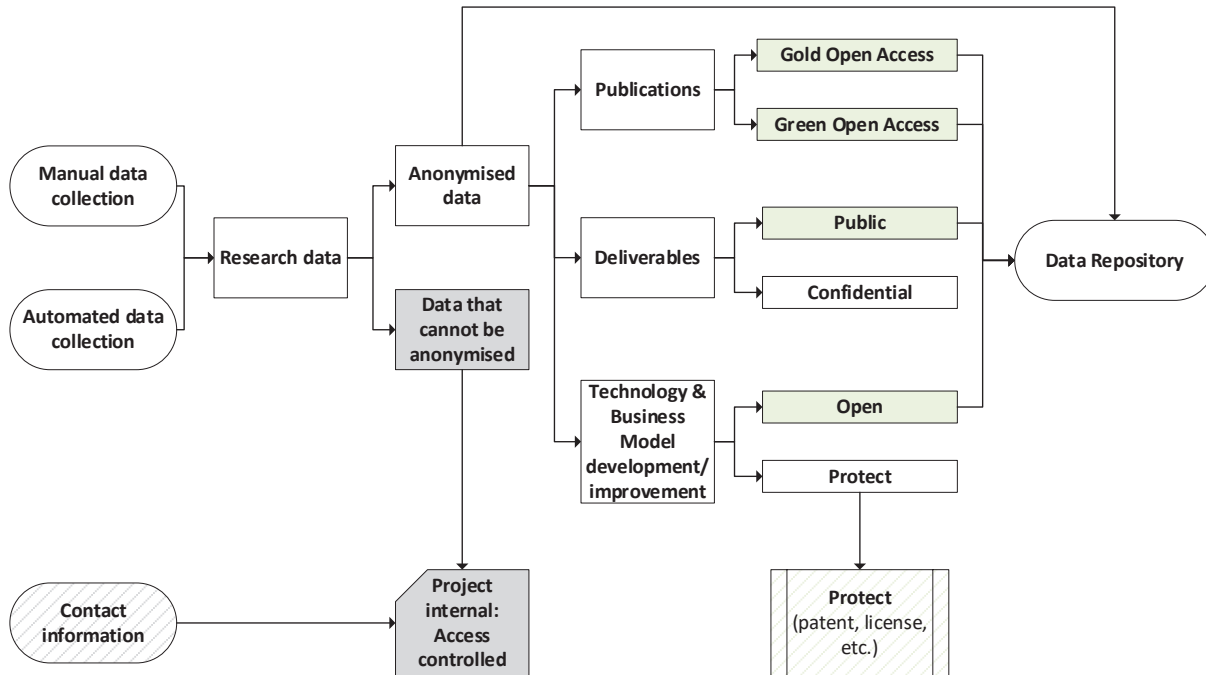 Manual data
collection
Automated data
collection
Research data
Anonymised
data
Data that
cannot be
anonymised
Publications
Gold Open Access
Green Open Access
Deliverables
Public
Confidential
Technology &
Business
Model
development/
improvement
Open
Protect
Data Repository
Contact
information
Project
internal:
Access
controlled
Protect
(patent, license,
etc.)